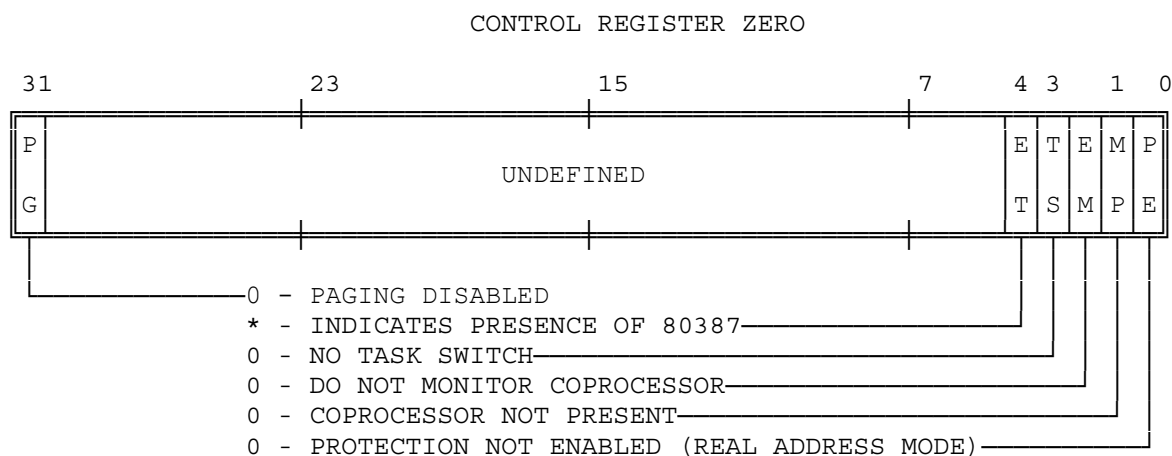 CONTROL REGISTER ZERO
31 23 15 7 4 3 1 0
P E T E M P
UNDEFINED
G T S M P E
0 - PAGING DISABLED
* - INDICATES PRESENCE OF 80387
0 - NO TASK SWITCH
0 - DO NOT MONITOR COPROCESSOR
0 - COPROCESSOR NOT PRESENT
0 - PROTECTION NOT ENABLED (REAL ADDRESS MODE)